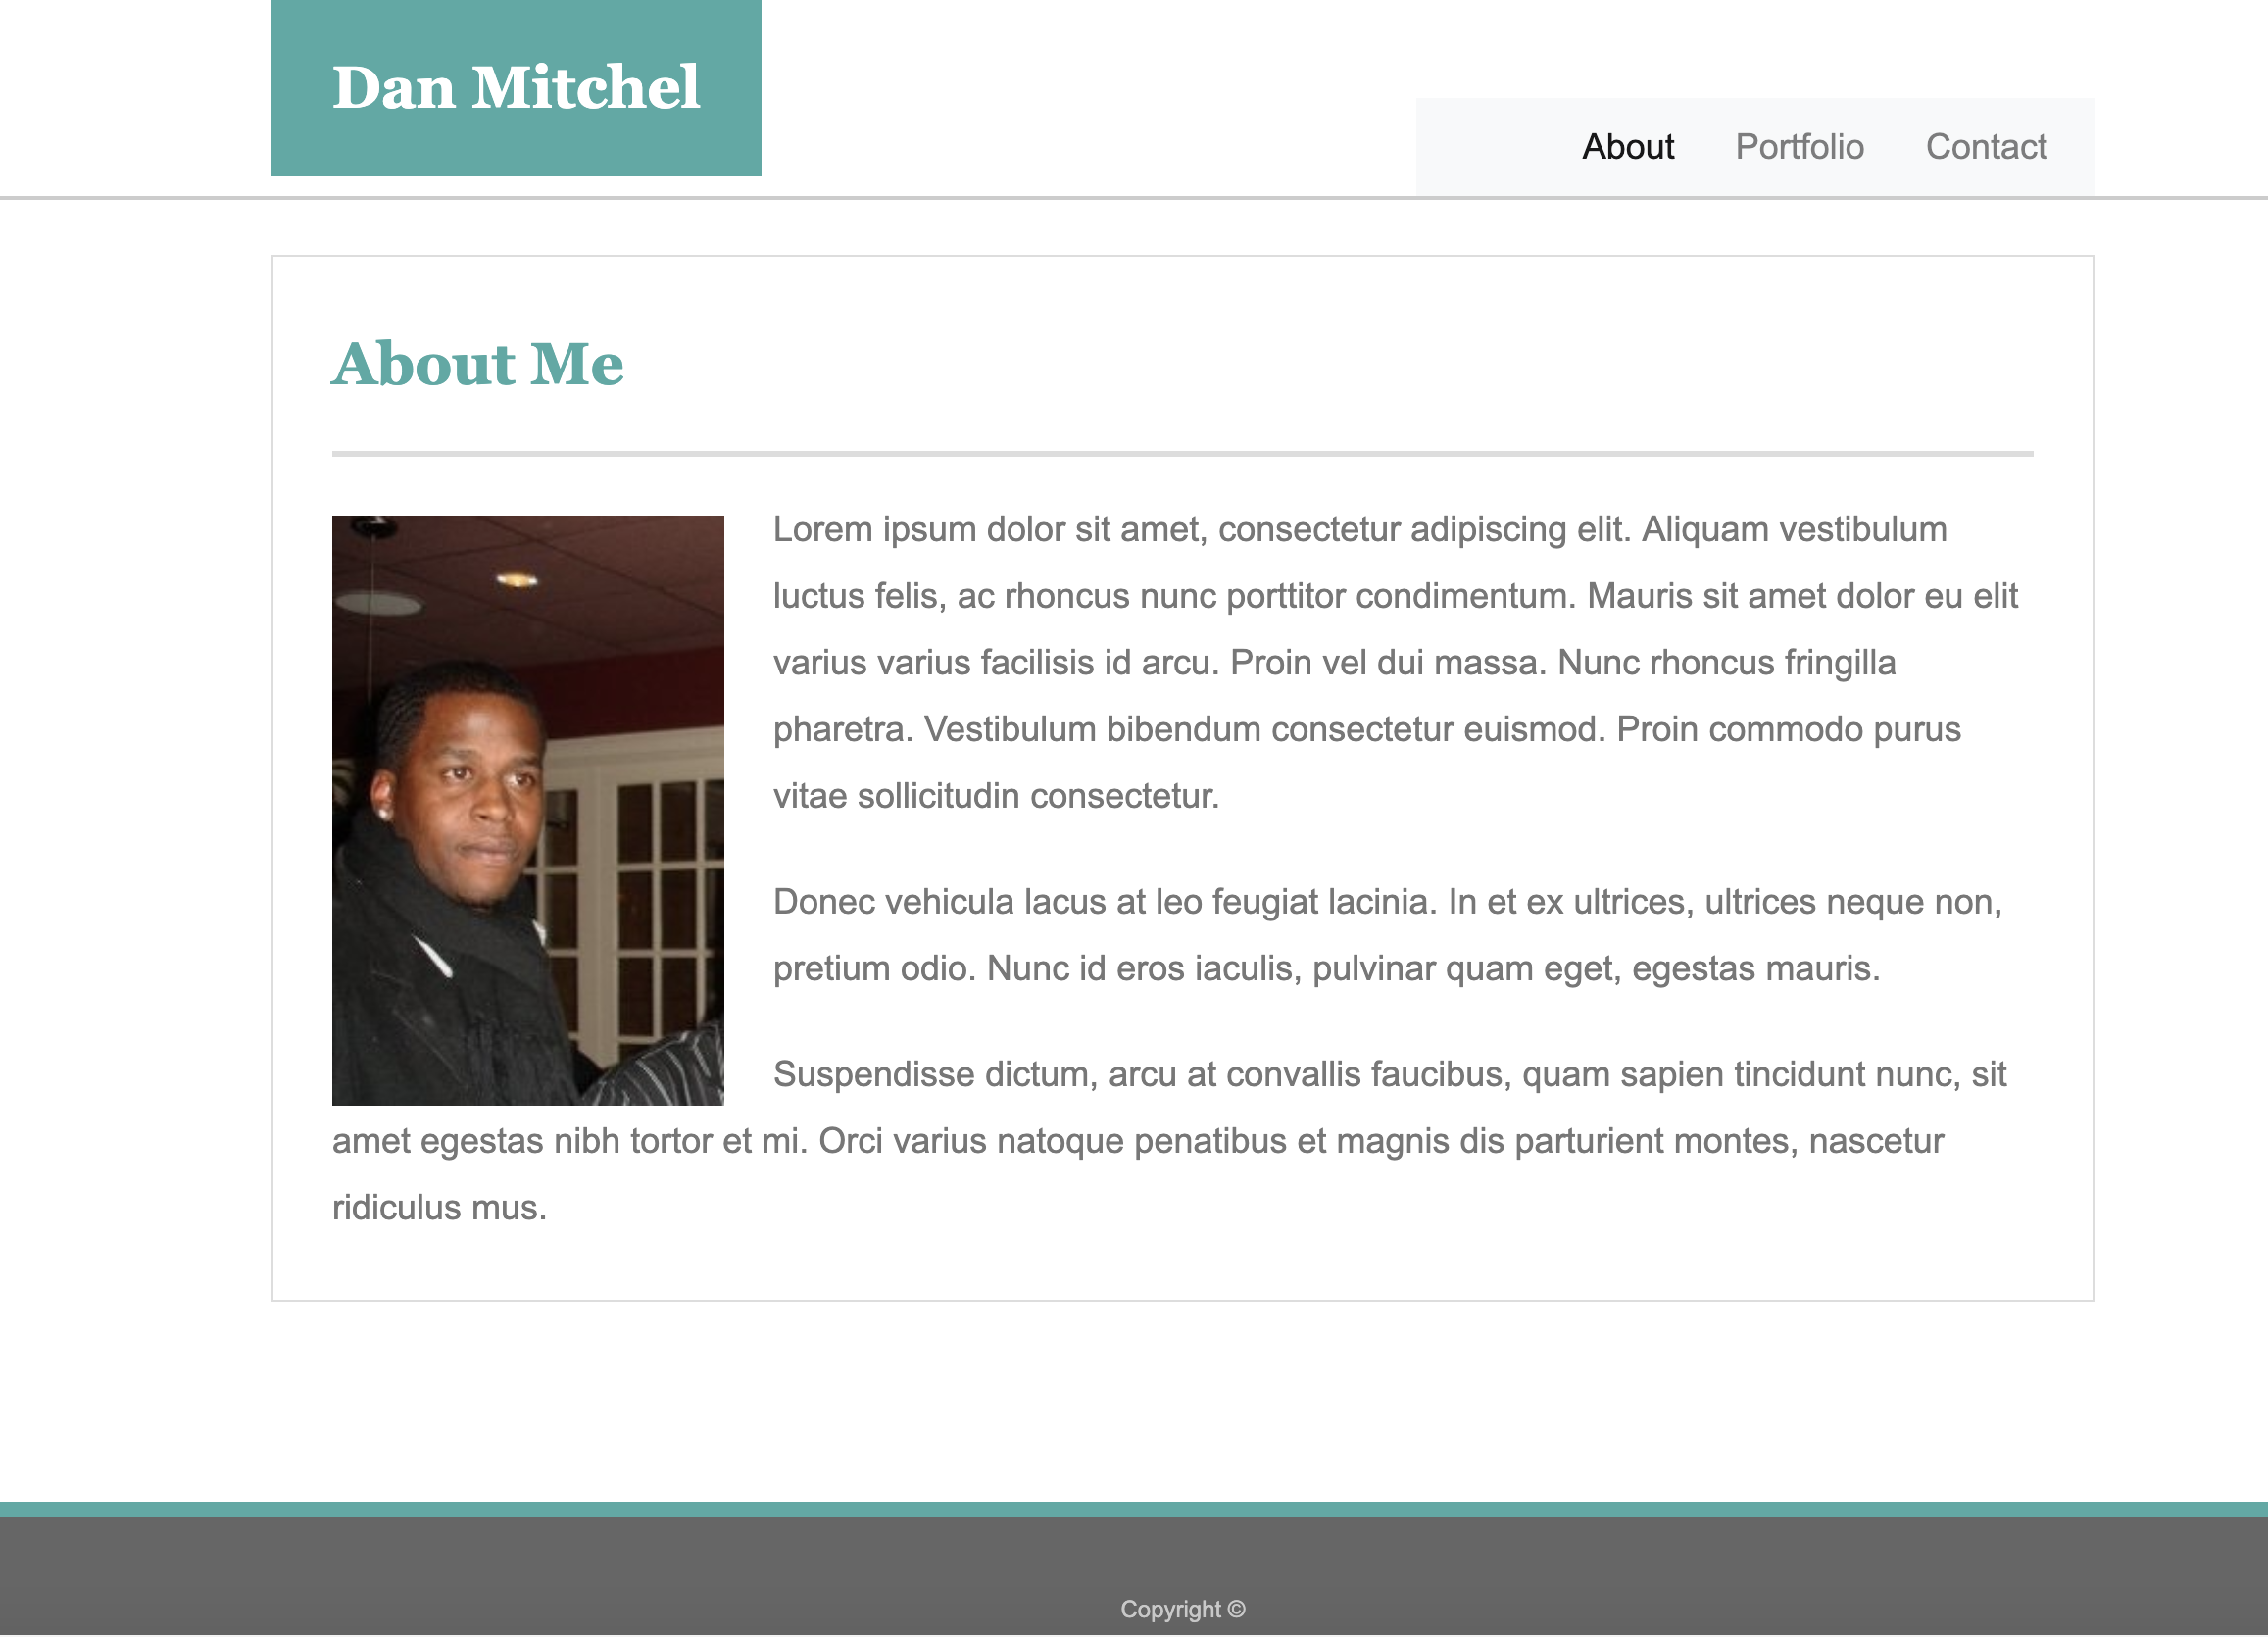 Dan Mitchel
About Portfolio Contact
About Me
Lorem ipsum dolor sit amet, consectetur adipiscing elit. Aliquam vestibulum
luctus felis, ac rhoncus nunc porttitor condimentum. Mauris sit amet dolor eu elit
varius varius facilisis id arcu. Proin vel dui massa. Nunc rhoncus fringilla
pharetra. Vestibulum bibendum consectetur euismod. Proin commodo purus
vitae sollicitudin consectetur.
Donec vehicula lacus at leo feugiat lacinia. In et ex ultrices, ultrices neque non,
pretium odio. Nunc id eros iaculis, pulvinar quam eget, egestas mauris.
Suspendisse dictum, arcu at convallis faucibus, quam sapien tincidunt nunc, sit
amet egestas nibh tortor et mi. Orci varius natoque penatibus et magnis dis parturient montes, nascetur
ridiculus mus.
Copyright ©